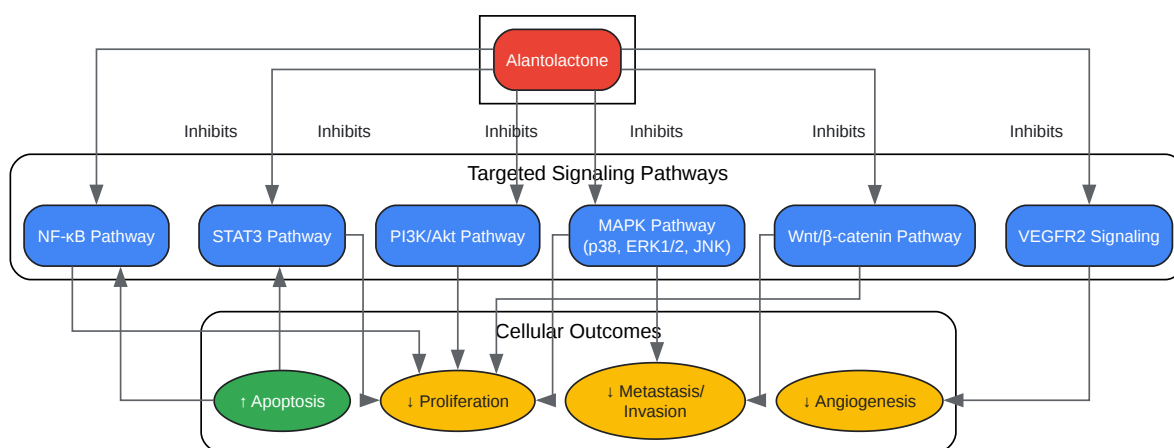 Alantolactone
Inhibits
Inhibits
Inhibits
Inhibits
Inhibits
Inhibits
Targeted Signaling Pathways
NF-κB Pathway
STAT3 Pathway
PI3K/Akt Pathway
MAPK Pathway
(p38, ERK1/2, JNK)
Wnt/β-catenin Pathway
VEGFR2 Signaling
Cellular Outcomes
↑ Apoptosis
↓ Proliferation
↓ Metastasis/
Invasion
↓ Angiogenesis